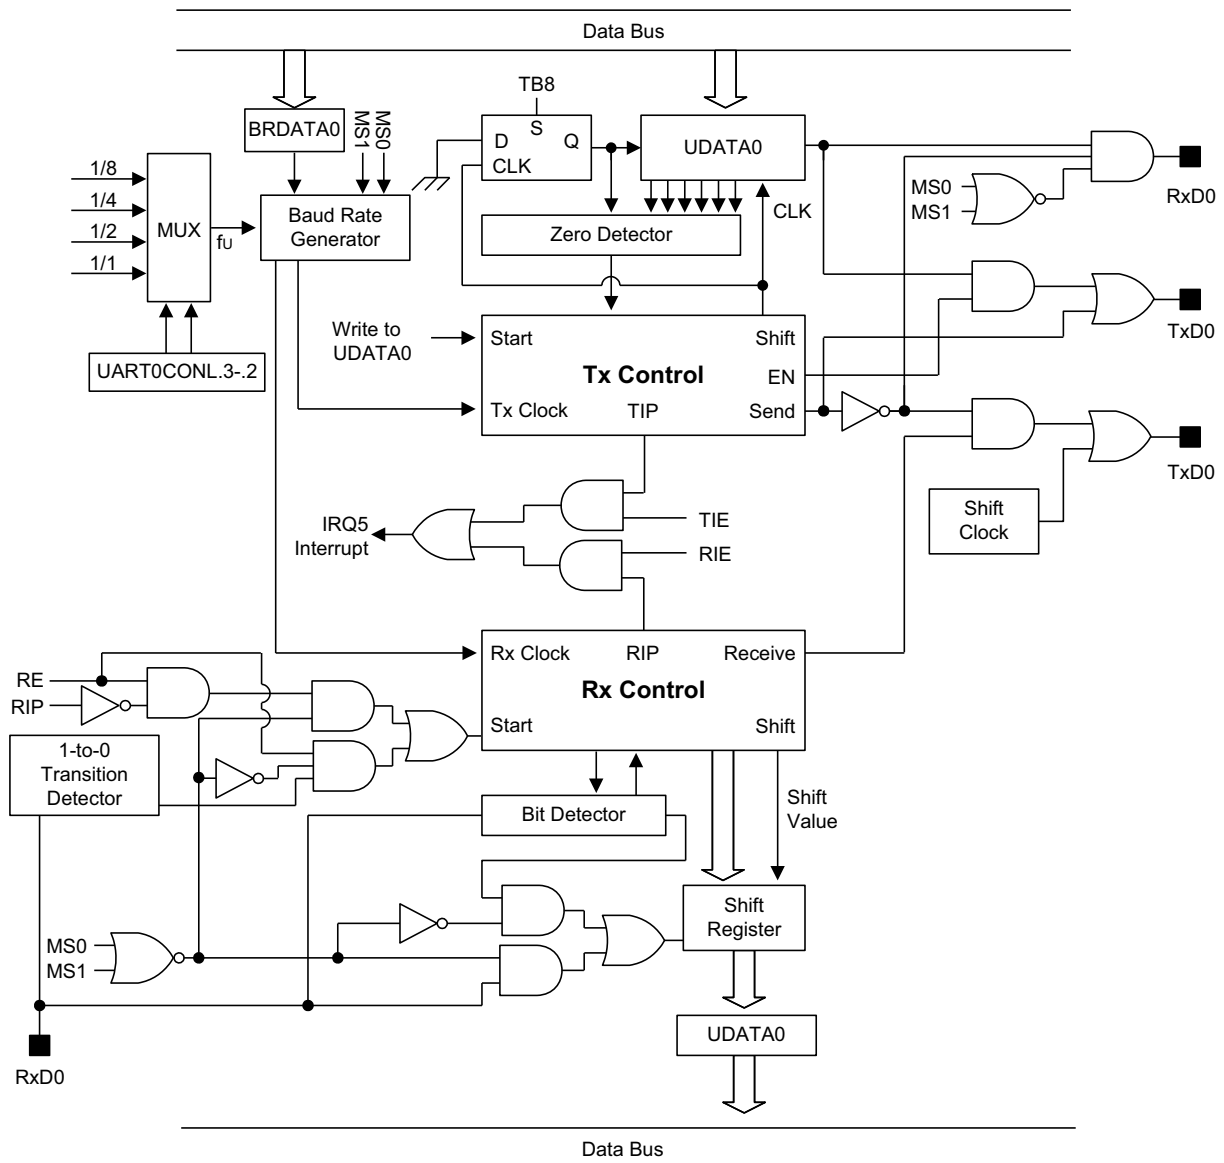 Data Bus
TB8
BRDATA0
MS1
MS0
D
S
Q
CLK
UDATA0
1/8
1/4
1/2
1/1
MUX
fU
Baud Rate
Generator
Zero Detector
CLK
MS0
MS1
RxD0
UART0CONL.3-.2
Write to
UDATA0
Start
Shift
Tx Control
EN
Tx Clock
TIP
Send
TxD0
TxD0
Shift
Clock
IRQ5
Interrupt
TIE
RIE
Rx Clock
RIP
Receive
Rx Control
Start
Shift
RE
RIP
1-to-0
Transition
Detector
Bit Detector
Shift
Value
Shift
Register
MS0
MS1
UDATA0
RxD0
Data Bus